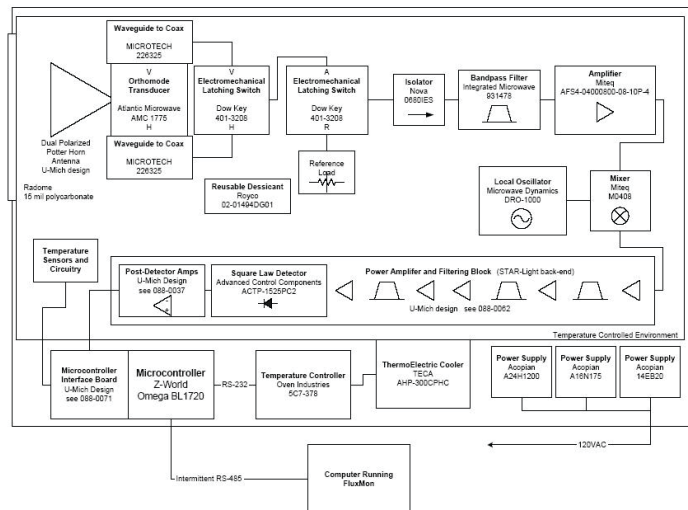 Waveguide to Coax
MICROTECH
226325
V
Orthomode
Transducer
Atlantic Microwave
AMC 1775
H
Waveguide to Coax
MICROTECH
226325
Dual Polarized
Potter Horn
Antenna
U-Mich design
Radome
15 mil polycarbonate
V
Electromechanical
Latching Switch
Dow Key
401-3208
H
A
Electromechanical
Latching Switch
Dow Key
401-3208
R
Reference
Load
Reusable Dessicant
Royco
02-01494DG01
Isolator
Nova
0680IES
Bandpass Filter
Integrated Microwave
931478
Amplifier
Miteq
AFS4-04000800-08-10P-4
Local Oscillator
Microwave Dynamics
DRO-1000
Mixer
Miteq
M0408
Temperature
Sensors and
Circuitry
Post-Detector Amps
U-Mich Design
see 088-0037
Square Law Detector
Advanced Control Components
ACTP-1525PC2
Power Amplifer and Filtering Block (STAR-Light back-end)
U-Mich design see 088-0062
Temperature Controlled Environment
Microcontroller
Interface Board
U-Mich Design
see 088-0071
Microcontroller
Z-World
Omega BL1720
RS-232
Temperature Controller
Oven Industries
5C7-378
ThermoElectric Cooler
TECA
AHP-300CPHC
Power Supply
Acopian
A24H1200
Power Supply
Acopian
A16N175
Power Supply
Acopian
14EB20
120VAC
Intermittent RS-485
Computer Running
FluxMon